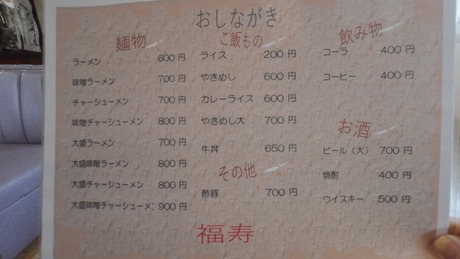 おしながき
麺物
ラーメン 600円
味噌ラーメン 700円
チャーシューメン 700円
味噌チャーシューメン 800円
大盛ラーメン 700円
大盛味噌ラーメン 800円
大盛チャーシューメン 800円
大盛味噌チャーシューメン 900円
ご飯もの
ライス 200円
やきめし 600円
カレーライス 600円
やきめし大 700円
牛丼 650円
その他
酢豚 700円
飲み物
コーラ 400円
コーヒー 400円
お酒
ビール(大) 700円
焼酎 400円
ウイスキー 500円
福寿